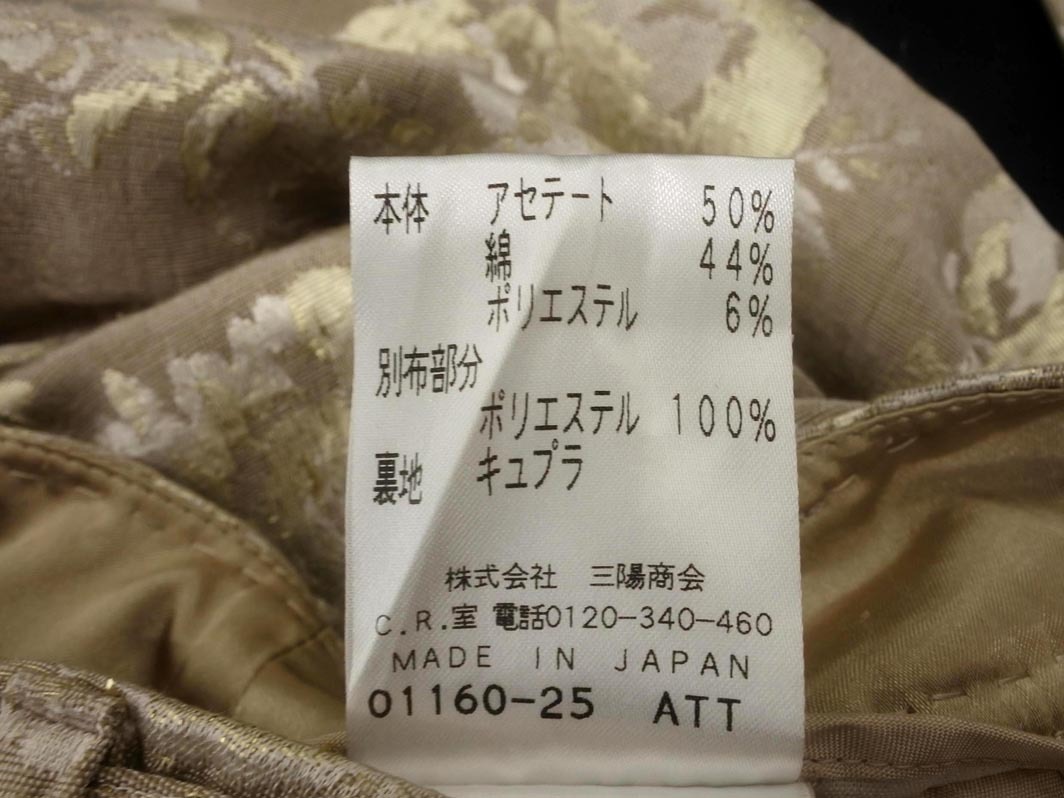 本体 アセテート 50%
綿 44%
ポリエステル 6%
別布部分
ポリエステル 100%
裏地 キュプラ
株式会社 三陽商会
C.R.室 電話0120-340-460
MADE IN JAPAN
01160-25 ATT